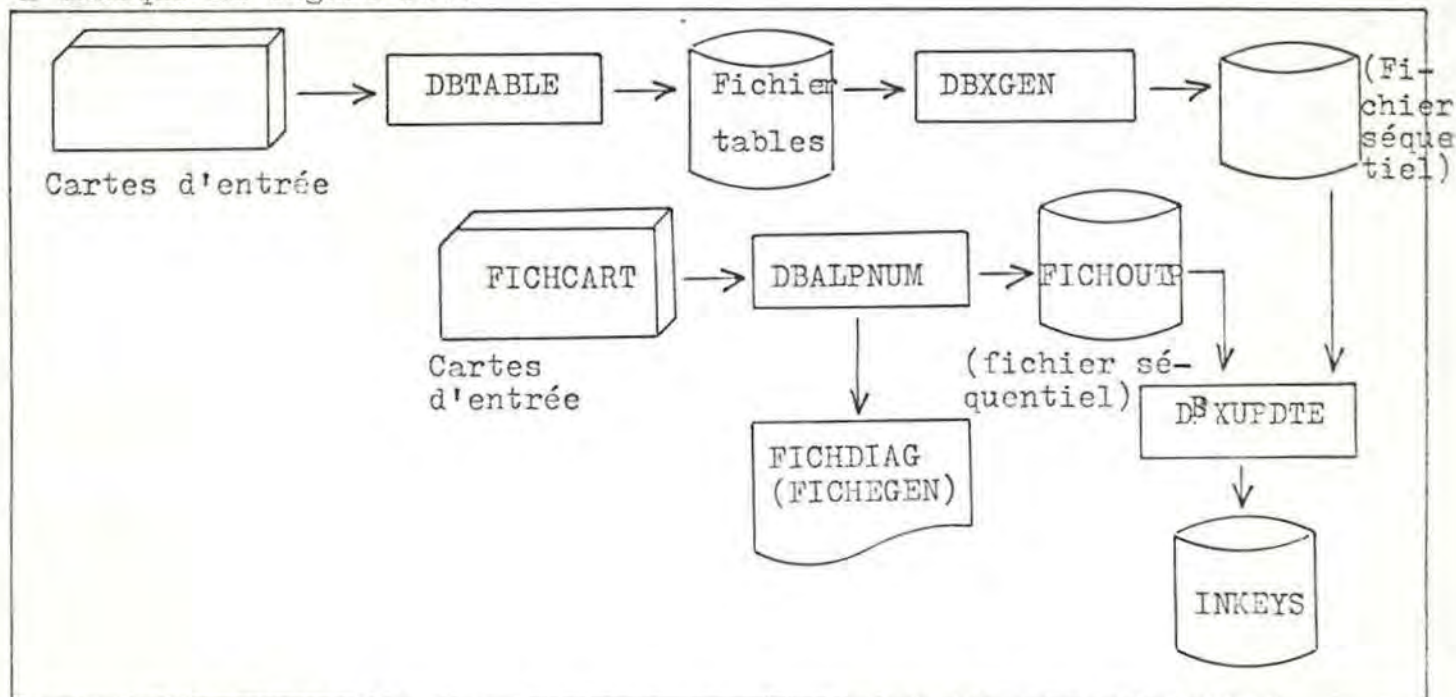 DBTABLE
Fichier
tables
DBXGEN
(Fi-
chier
séque
tiel)
Cartes d'entrée
FICHCART
DBALPNUM
FICHOUTP
Cartes
d'entrée
(fichier sé-
quentiel)
DBXUPDTE
FICHDIAG
(FICHEGEN)
INKEYS